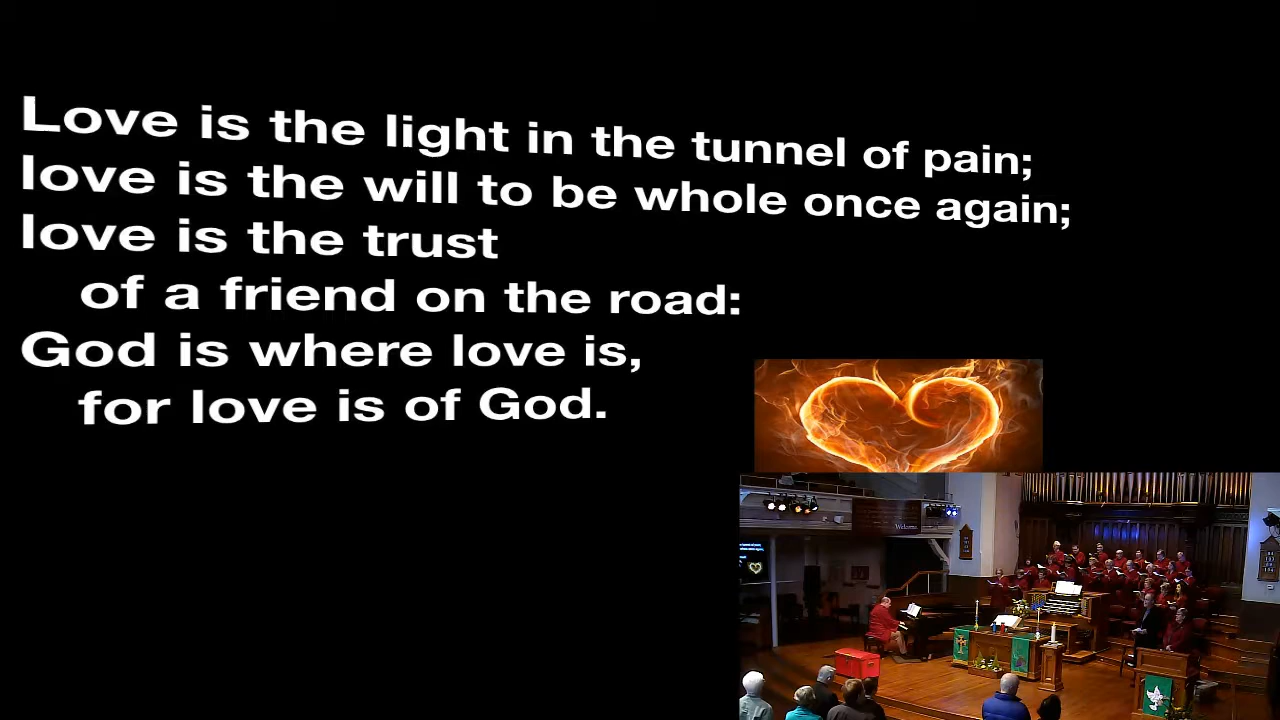 Love is the light in the tunnel of pain;
love is the will to be whole once again;
love is the trust
of a friend on the road:
God is where love is,
for love is of God.
Welcome